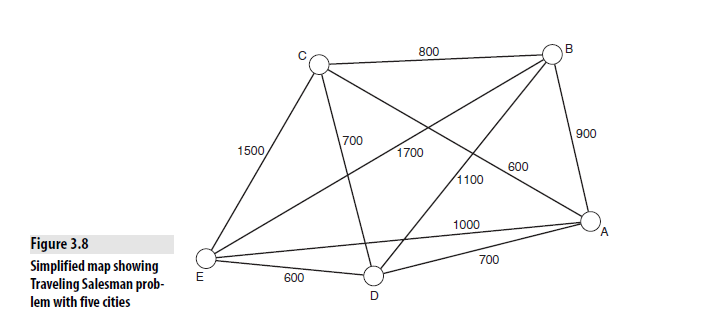 800
B
C
900
700
1500
1700
600
1100
1000
A
700
E
600
D
Figure 3.8
Simplified map showing
Traveling Salesman prob-
lem with five cities